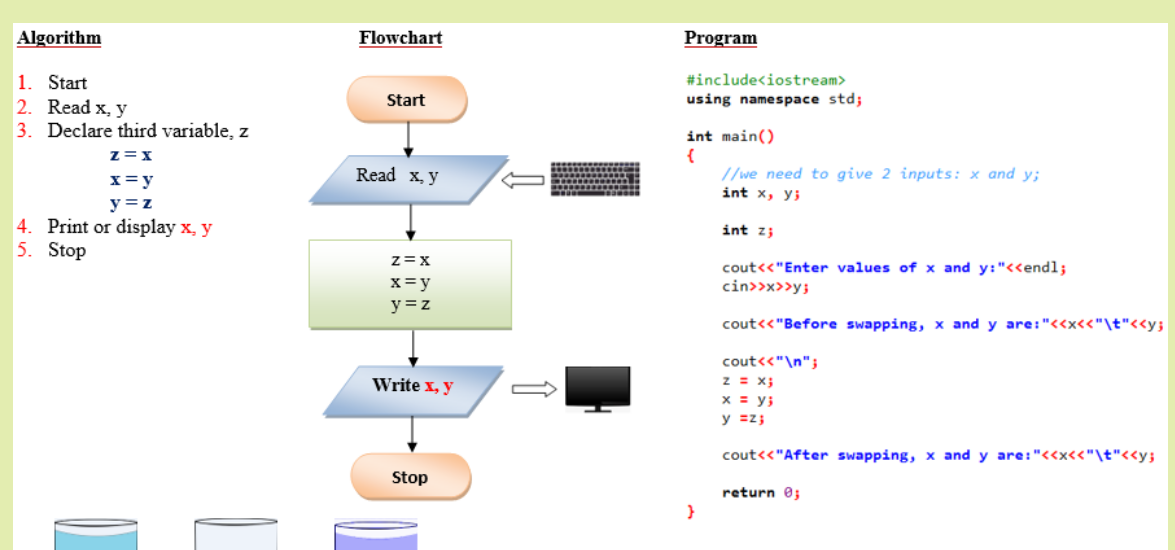 Algorithm
1. Start
2. Read x, y
3. Declare third variable, z
z = x
x = y
y = z
4. Print or display x, y
5. Stop
Flowchart
Start
Read x, y
z = x
x = y
y = z
Write x, y
Stop
Program
#include<iostream>
using namespace std;
int main()
{
//we need to give 2 inputs: x and y;
int x, y;
int z;
cout<<"Enter values of x and y:"<<endl;
cin>>x>>y;
cout<<"Before swapping, x and y are:"<<x<<"\t"<<y;
cout<<"\n";
z = x;
x = y;
y =z;
cout<<"After swapping, x and y are:"<<x<<"\t"<<y;
return 0;
}